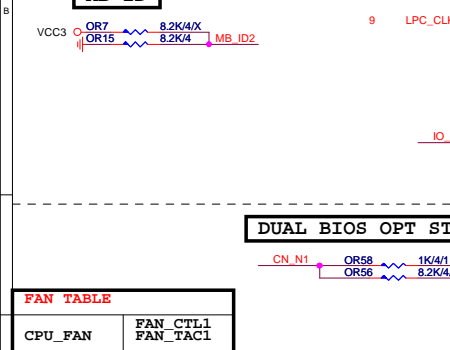 B
9 LPC_CL
OR7 8.2K/4/X
VCC3
OR15 8.2K/4 MB_ID2
IO_
DUAL BIOS OPT ST
CN_N1 OR58 1K/4/1
OR56 8.2K/4
FAN TABLE
FAN_CTL1
CPU_FAN FAN_TAC1